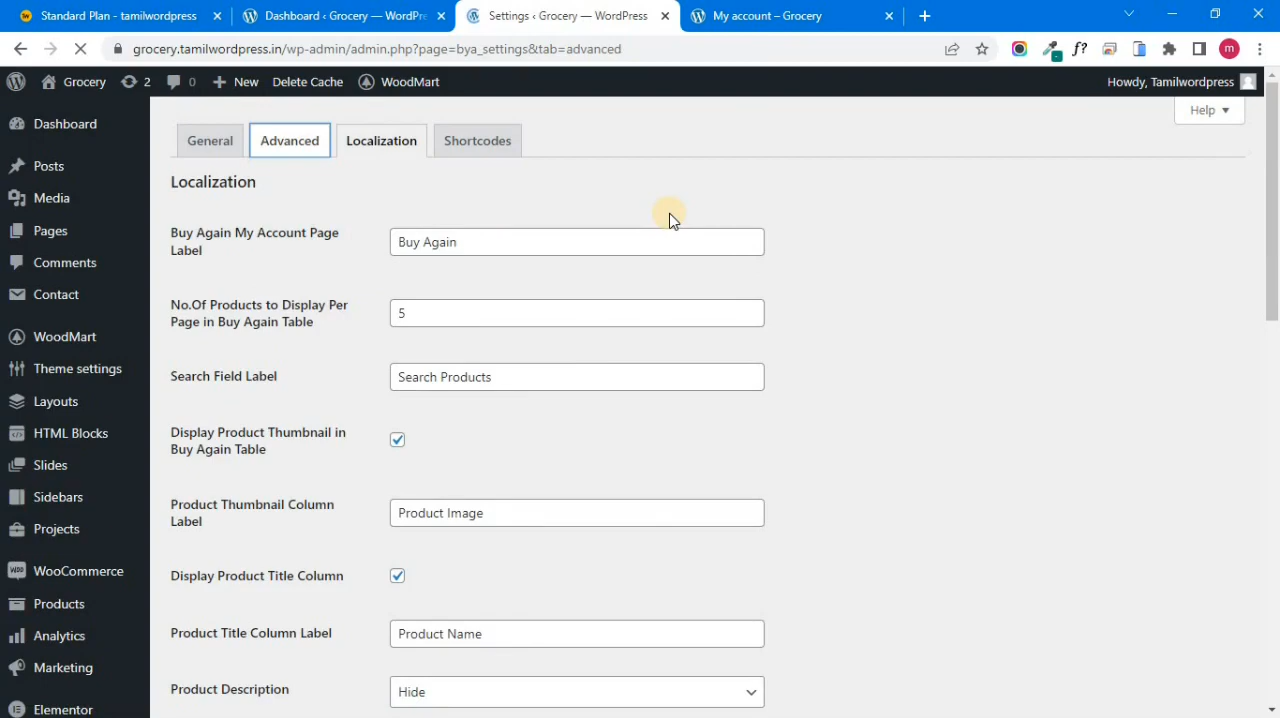 Standard Plan - tamilwordpress
Dashboard ‹ Grocery — WordPre
Settings ‹ Grocery — WordPress
My account – Grocery
grocery.tamilwordpress.in/wp-admin/admin.php?page=bya_settings&tab=advanced
f?
m
Grocery
2
0
New
Delete Cache
WoodMart
Howdy, Tamilwordpress
Help
Dashboard
Posts
Media
Pages
Comments
Contact
WoodMart
Theme settings
Layouts
HTML Blocks
Slides
Sidebars
Projects
WooCommerce
Products
Analytics
Marketing
Elementor
General
Advanced
Localization
Shortcodes
Localization
Buy Again My Account Page
Label
Buy Again
No.Of Products to Display Per
Page in Buy Again Table
5
Search Field Label
Search Products
Display Product Thumbnail in
Buy Again Table
Product Thumbnail Column
Label
Product Image
Display Product Title Column
Product Title Column Label
Product Name
Product Description
Hide